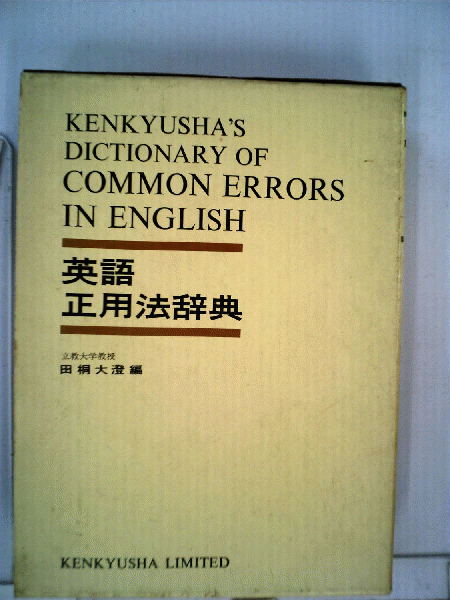 KENKYUSHA'S
DICTIONARY OF
COMMON ERRORS
IN ENGLISH
英語
正用法辞典
立教大学教授
田桐大澄編
KENKYUSHA LIMITED